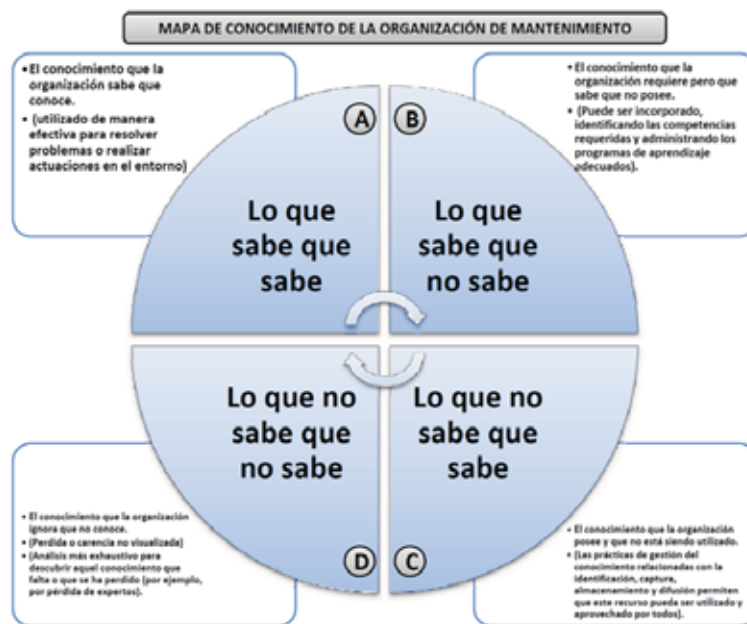 MAPA DE CONOCIMIENTO DE LA ORGANIZACIÓN DE MANTENIMIENTO
• El conocimiento que la
organización sabe que
conoce.
• (utilizado de manera
efectiva para resolver
problemas o realizar
actuaciones en el entorno)
• El conocimiento que la
organización requiere pero que
sabe que no posee.
• (Puede ser incorporado,
identificando las competencias
requeridas y administrando los
programas de aprendizaje
adecuados).
A
B
Lo que
sabe que
sabe
Lo que
sabe que
no sabe
Lo que no
sabe que
no sabe
Lo que no
sabe que
sabe
D
C
• El conocimiento que la organización
ignora que no conoce.
• (Perdida o carencia no visualizada)
• (Análisis más exhaustivo para
descubrir aquel conocimiento que
falta o que se ha perdido (por ejemplo,
por pérdida de expertos).
• El conocimiento que la organización
posee y que no está siendo utilizado.
• (Las prácticas de gestión del
conocimiento relacionadas con la
identificación, captura,
almacenamiento y difusión permiten
que este recurso pueda ser utilizado y
aprovechado por todos).